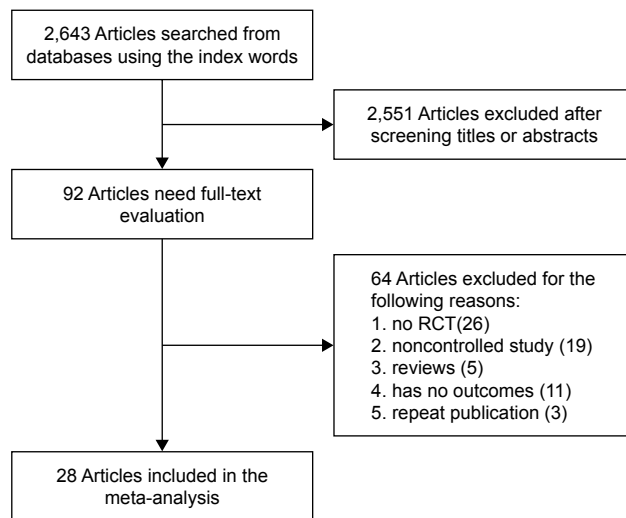 2,643 Articles searched from
databases using the index words
2,551 Articles excluded after
screening titles or abstracts
92 Articles need full-text
evaluation
64 Articles excluded for the
following reasons:
1. no RCT(26)
2. noncontrolled study (19)
3. reviews (5)
4. has no outcomes (11)
5. repeat publication (3)
28 Articles included in the
meta-analysis